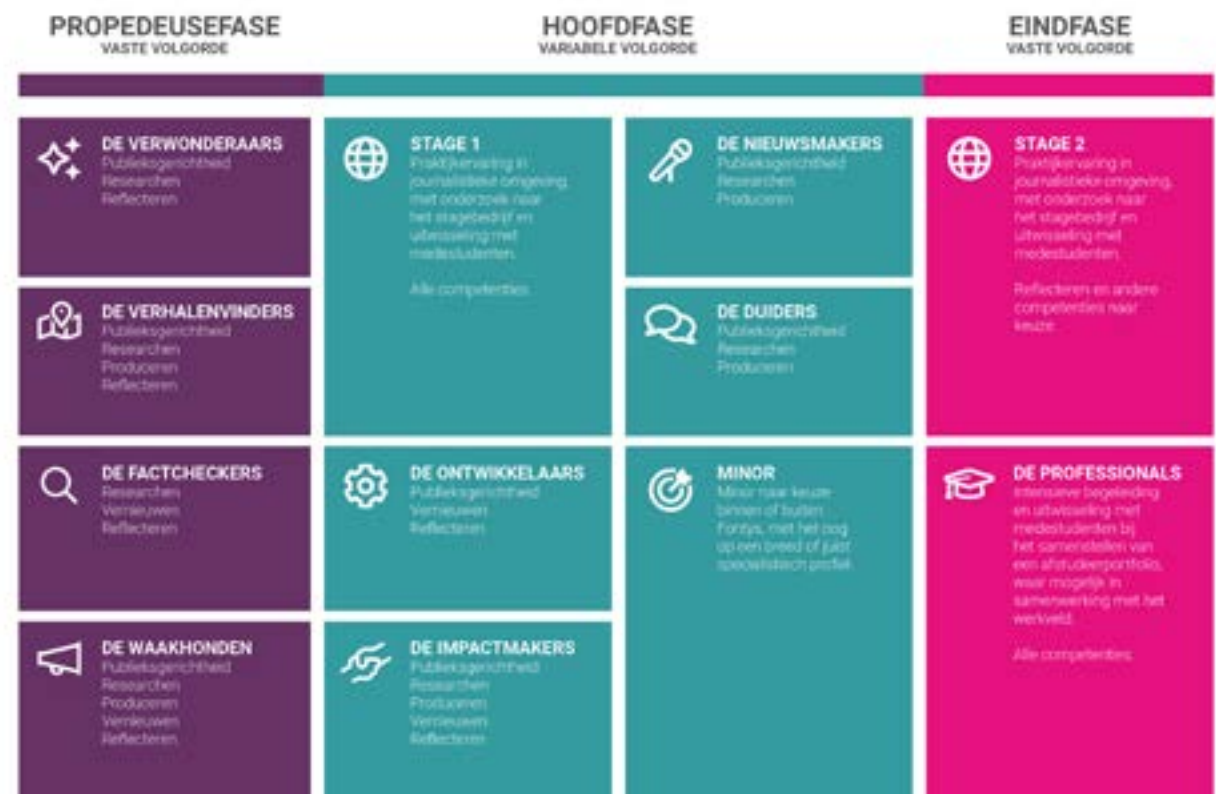 PROPEDEUSEFASE
VASTE VOLGORDE
HOOFDFASE
VARIABELE VOLGORDE
EINDFASE
VASTE VOLGORDE
DE VERWONDERAARS
Publieksgerichtheid
Researchen
Reflecteren
DE VERHALENVINDERS
Publieksgerichtheid
Researchen
Produceren
Reflecteren
DE FACTCHECKERS
Researchen
Vernieuwen
Reflecteren
DE WAAKHONDEN
Publieksgerichtheid
Researchen
Produceren
Vernieuwen
Reflecteren
STAGE 1
Praktijkervaring in
journalistieke omgeving,
met onderzoek naar
het stagebedrijf en
uitwisseling met
medestudenten.
Alle competenties.
DE ONTWIKKELAARS
Publieksgerichtheid
Vernieuwen
Reflecteren
DE IMPACTMAKERS
Publieksgerichtheid
Researchen
Produceren
Vernieuwen
Reflecteren
DE NIEUWSMAKERS
Publieksgerichtheid
Researchen
Produceren
DE DUIDERS
Publieksgerichtheid
Researchen
Produceren
MINOR
Minor naar keuze
binnen of buiten
Fontys, met het oog
op een breed of juist
specialistisch profiel.
STAGE 2
Praktijkervaring in
journalistieke omgeving,
met onderzoek naar
het stagebedrijf en
uitwisseling met
medestudenten.
Reflecteren en andere
competenties naar
keuze.
DE PROFESSIONALS
Intensieve begeleiding
en uitwisseling met
medestudenten bij
het samenstellen van
een afstudeerportfolio,
waar mogelijk in
samenwerking met het
werkveld.
Alle competenties.